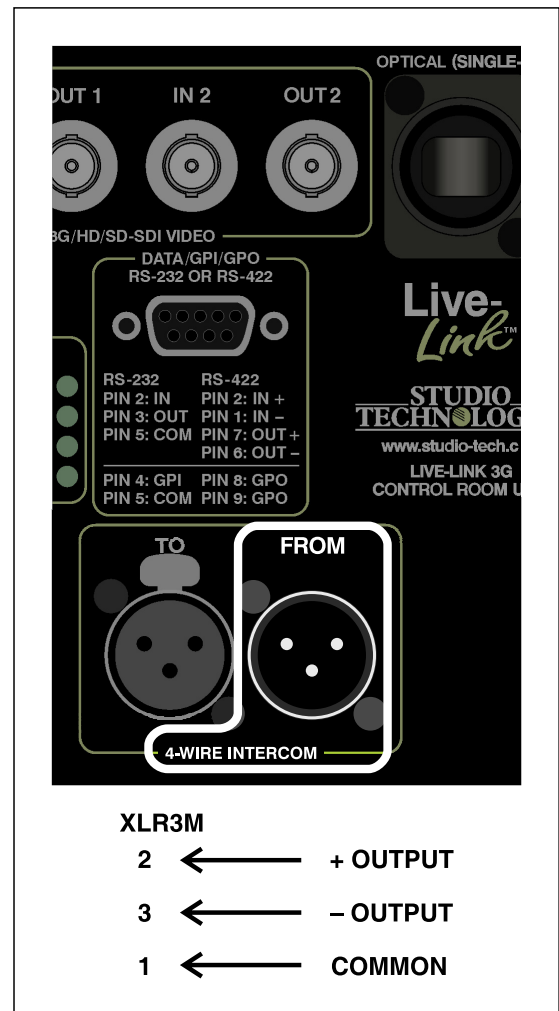 OPTICAL (SINGLE-
OUT 1 IN 2 OUT 2
3G/HD/SD-SDI VIDEO
DATA/GPI/GPO
RS-232 OR RS-422
Live-
Link™
RS-232 RS-422
PIN 2: IN PIN 2: IN +
PIN 3: OUT PIN 1: IN –
PIN 5: COM PIN 7: OUT +
PIN 6: OUT –
PIN 4: GPI PIN 8: GPO
PIN 5: COM PIN 9: GPO
STUDIO
TECHNOLOG
www.studio-tech.c
LIVE-LINK 3G
CONTROL ROOM U
TO FROM
4-WIRE INTERCOM
XLR3M
2 + OUTPUT
3 – OUTPUT
1 COMMON